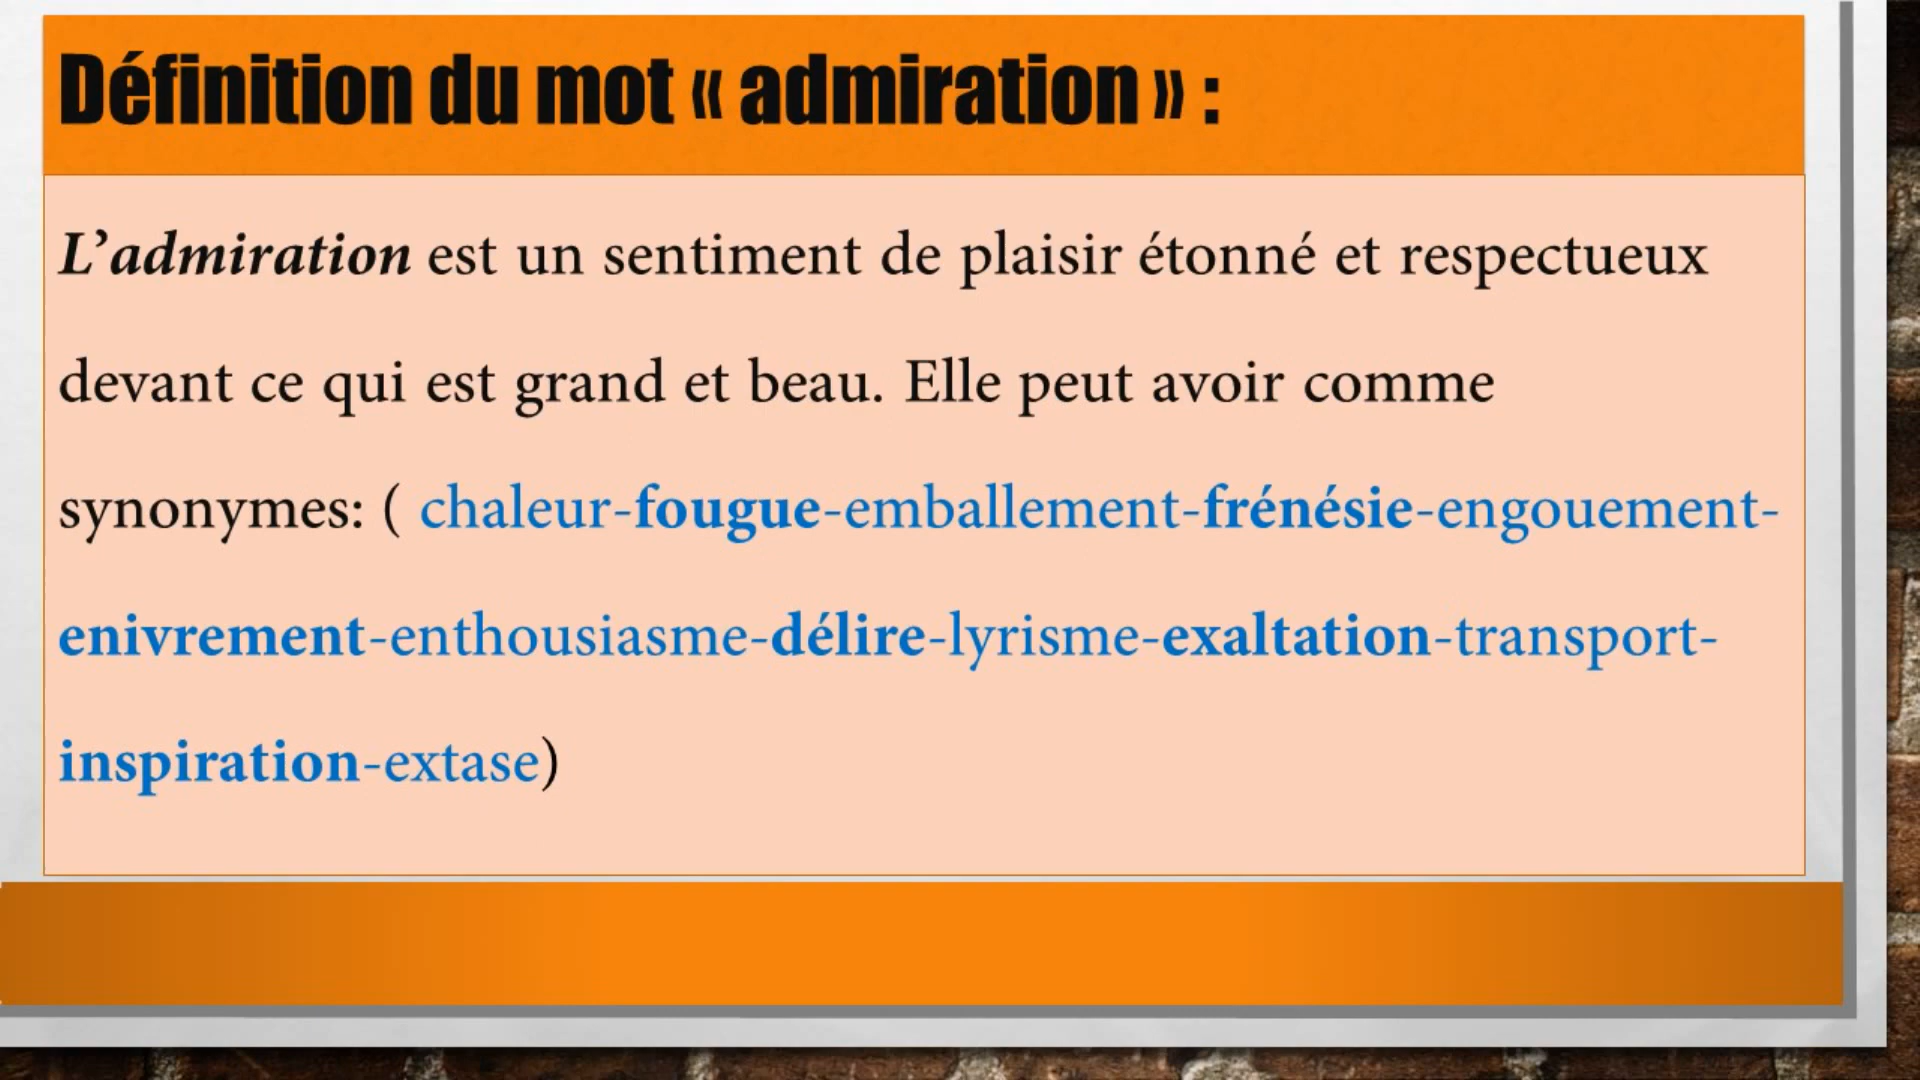 Définition du mot « admiration » :
L’admiration est un sentiment de plaisir étonné et respectueux
devant ce qui est grand et beau. Elle peut avoir comme
synonymes: ( chaleur-fougue-emballement-frénésie-engouement-
enivrement-enthousiasme-délire-lyrisme-exaltation-transport-
inspiration-extase)